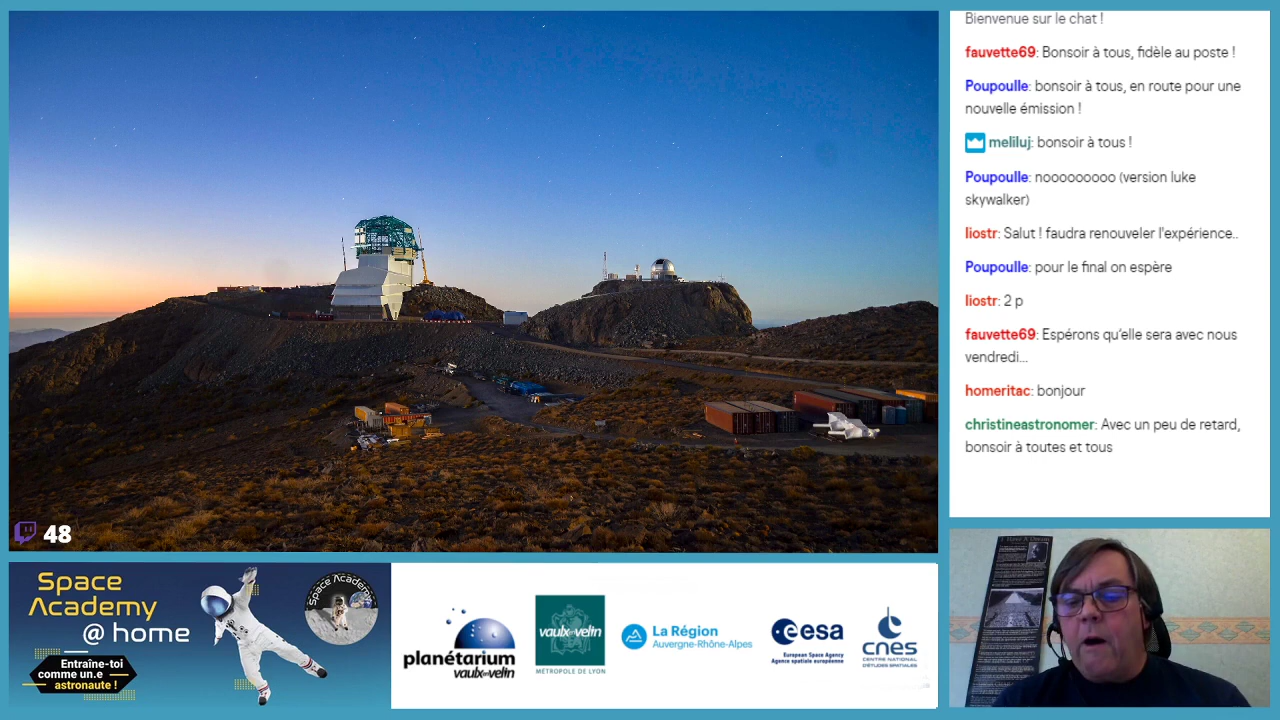 Bienvenue sur le chat !
fauvette69: Bonsoir à tous, fidèle au poste !
Poupoulle: bonsoir à tous, en route pour une
nouvelle émission !
meliluj: bonsoir à tous !
Poupoulle: nooooooooo (version luke
skywalker)
liostr: Salut ! faudra renouveler l'expérience..
Poupoulle: pour le final on espère
liostr: 2 p
fauvette69: Espérons qu'elle sera avec nous
vendredi...
homeritac: bonjour
christineastronomer: Avec un peu de retard,
bonsoir à toutes et tous
48
Space
Academy
@ home
Entraîne-toi
comme un.e
astronaute !
planétarium
vaulx-en-velin
vaulx-en-velin
MÉTROPOLE DE LYON
La Région
Auvergne-Rhône-Alpes
esa
European Space Agency
Agence spatiale européenne
cnes
CENTRE NATIONAL
D'ÉTUDES SPATIALES
I Have A Dream